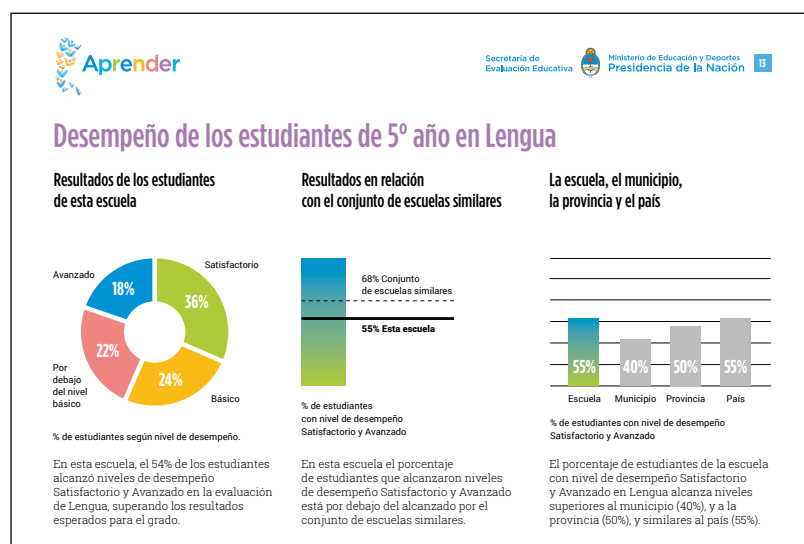 Aprender
Secretaría de
Evaluación Educativa
Ministerio de Educación y Deportes
Presidencia de la Nación
13
Desempeño de los estudiantes de 5º año en Lengua
Resultados de los estudiantes
de esta escuela
Avanzado
Satisfactorio
18%
36%
22%
24%
Por
debajo
del nivel
básico
Básico
% de estudiantes según nivel de desempeño.
En esta escuela, el 54% de los estudiantes
alcanzó niveles de desempeño
Satisfactorio y Avanzado en la evaluación
de Lengua, superando los resultados
esperados para el grado.
Resultados en relación
con el conjunto de escuelas similares
68% Conjunto
de escuelas similares
55% Esta escuela
% de estudiantes
con nivel de desempeño
Satisfactorio y Avanzado
En esta escuela el porcentaje
de estudiantes que alcanzaron niveles
de desempeño Satisfactorio y Avanzado
está por debajo del alcanzado por el
conjunto de escuelas similares.
La escuela, el municipio,
la provincia y el país
55%
40%
50%
55%
Escuela
Municipio
Provincia
País
% de estudiantes con nivel de desempeño
Satisfactorio y Avanzado
El porcentaje de estudiantes de la escuela
con nivel de desempeño Satisfactorio
y Avanzado en Lengua alcanza niveles
superiores al municipio (40%), y a la
provincia (50%), y similares al país (55%).